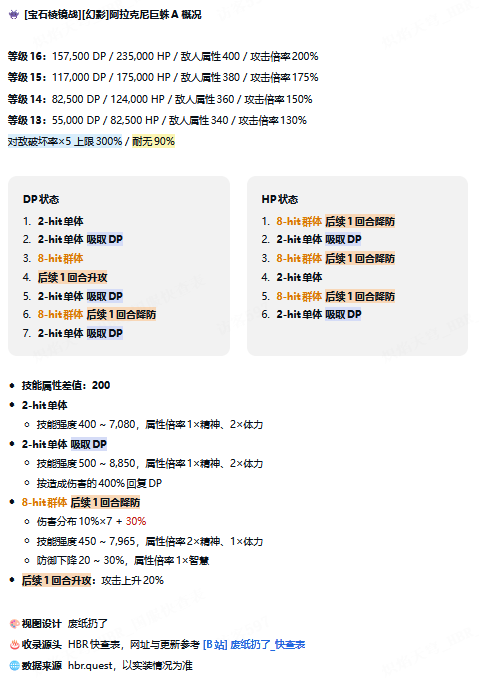 [宝石棱镜战][幻影]阿拉克尼巨蛛 A 概况
等级 16：157,500 DP / 235,000 HP / 敌人属性 400 / 攻击倍率 200%
等级 15：117,000 DP / 175,000 HP / 敌人属性 380 / 攻击倍率 175%
等级 14：82,500 DP / 124,000 HP / 敌人属性 360 / 攻击倍率 150%
等级 13：55,000 DP / 82,500 HP / 敌人属性 340 / 攻击倍率 130%
对敌破坏率×5 上限 300% / 耐无 90%
DP 状态
1. 2-hit 单体
2. 2-hit 单体 吸取 DP
3. 8-hit 群体
4. 后续 1 回合升攻
5. 2-hit 单体 吸取 DP
6. 8-hit 群体 后续 1 回合降防
7. 2-hit 单体 吸取 DP
HP 状态
1. 8-hit 群体 后续 1 回合降防
2. 2-hit 单体 吸取 DP
3. 8-hit 群体 后续 1 回合降防
4. 2-hit 单体
5. 8-hit 群体 后续 1 回合降防
6. 2-hit 单体 吸取 DP
技能属性差值：200
2-hit 单体
技能强度 400 ~ 7,080，属性倍率 1×精神、2×体力
2-hit 单体 吸取 DP
技能强度 500 ~ 8,850，属性倍率 1×精神、2×体力
按造成伤害的 400% 回复 DP
8-hit 群体 后续 1 回合降防
伤害分布 10%×7 + 30%
技能强度 450 ~ 7,965，属性倍率 2×精神、1×体力
防御下降 20 ~ 30%，属性倍率 1×智慧
后续 1 回合升攻：攻击上升 20%
视图设计 废纸扔了
收录源头 HBR 快查表，网址与更新参考 [B 站] 废纸扔了_快查表
数据来源 hbr.quest，以实装情况为准